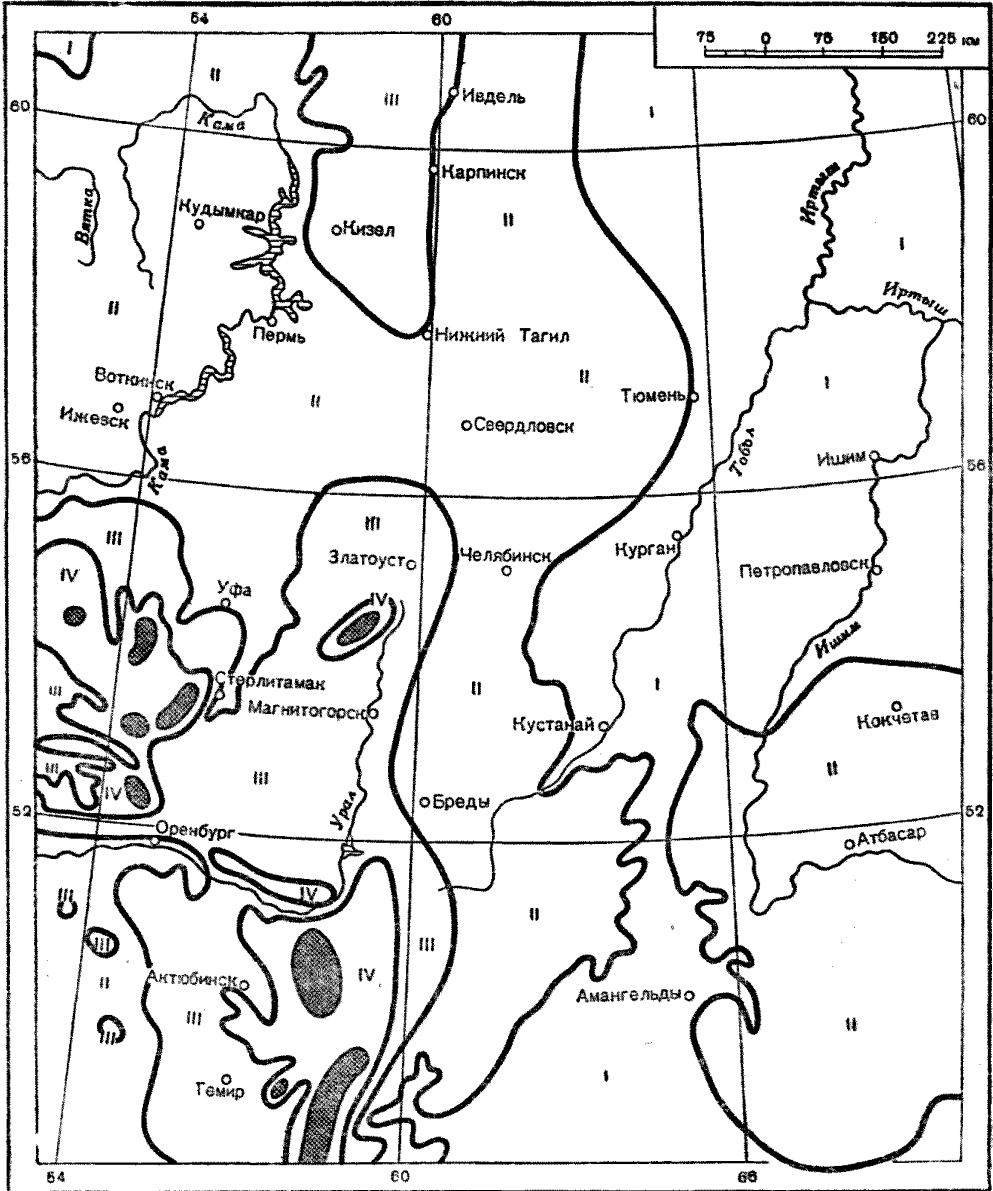 54
60
75 0 75 150 225 км
I
II
III
Ивдель
I
60
60
Кама
Карпинск
Иртыш
Вятка
Кудымкар
Кизел
II
I
Иртыш
II
Пермь
Нижний Тагил
II
I
Воткинск
II
Тюмень
Ижевск
Свердловск
Тобол
56
Кама
Ишим
56
III
III
Златоуст
Челябинск
Курган
Петропавловск
IV
Уфа
IV
Ишим
III
Стерлитамак
II
I
Магнитогорск
Кустанай
Кокчетав
III
III
II
IV
Урал
Бреды
52
52
Оренбург
Атбасар
IV
III
II
III
III
IV
II
Актюбинск
Амангельды
III
II
III
Темир
I
54
60
66